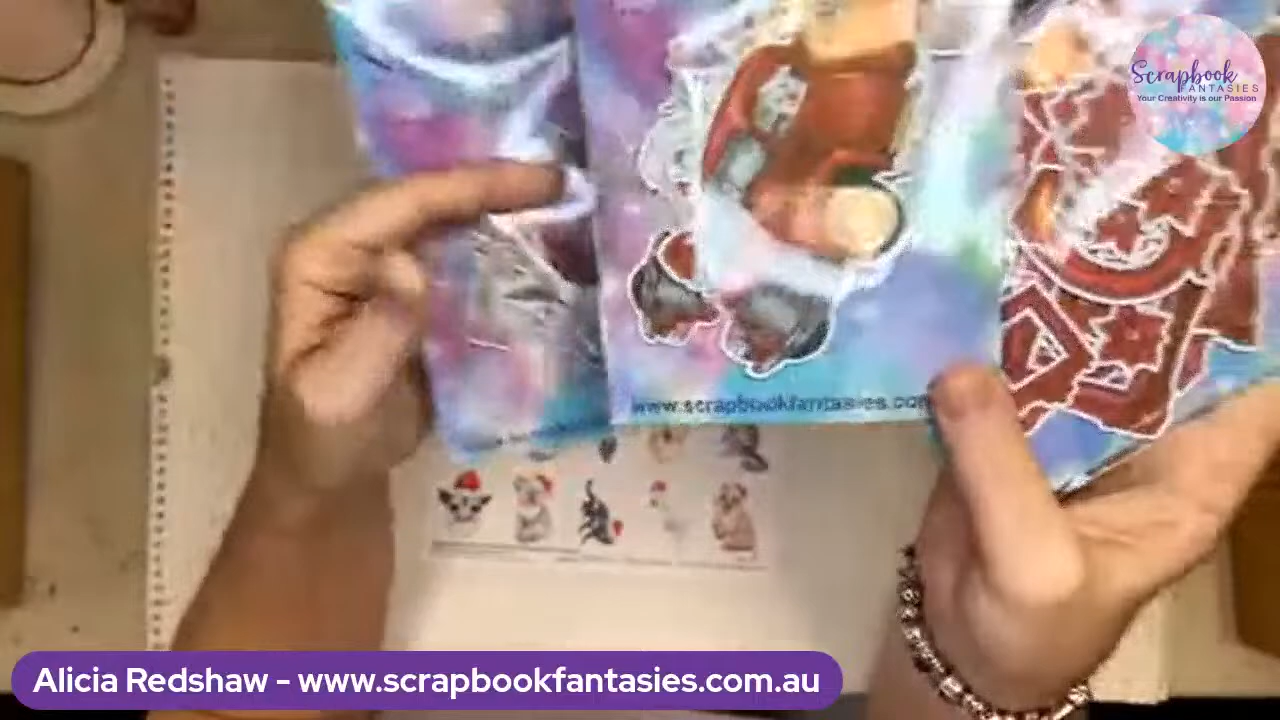 Scrapbook
FANTASIES
Your Creativity is our Passion
www.scrapbookfantasies.com
Alicia Redshaw - www.scrapbookfantasies.com.au